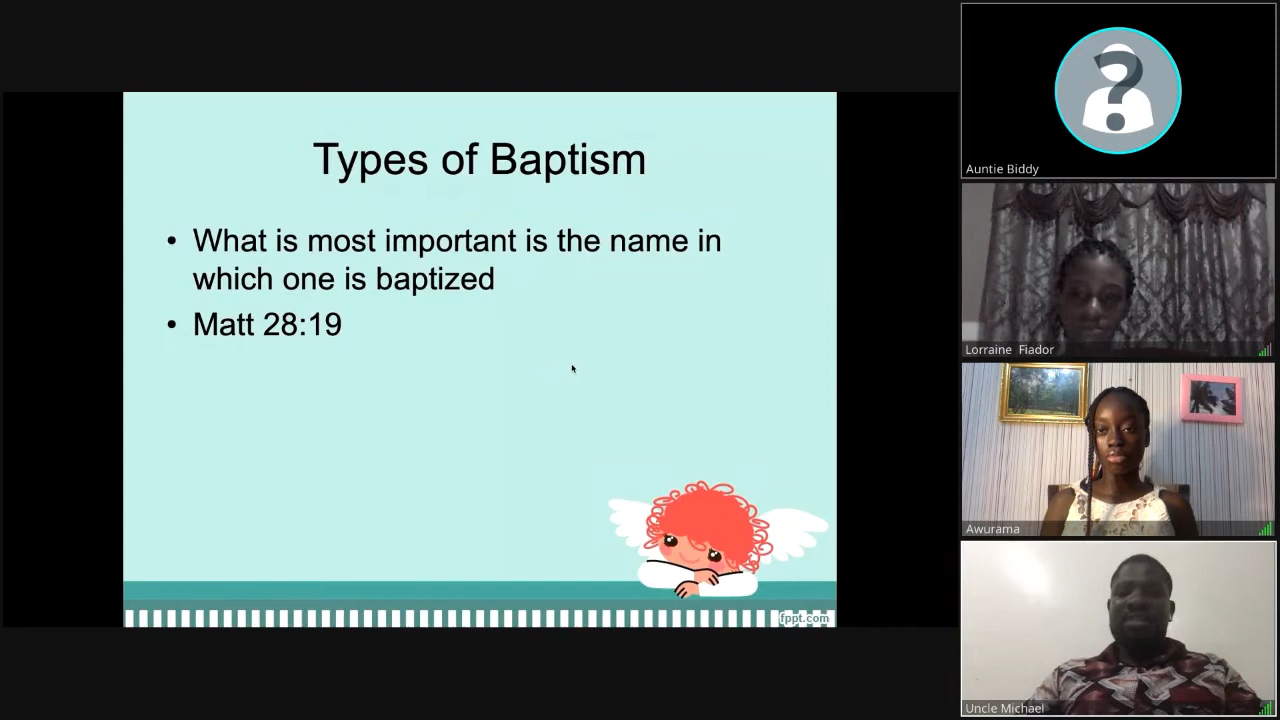 Types of Baptism
• What is most important is the name in
which one is baptized
• Matt 28:19
fppt.com
Auntie Biddy
Lorraine Fiador
Awurama
Uncle Michael